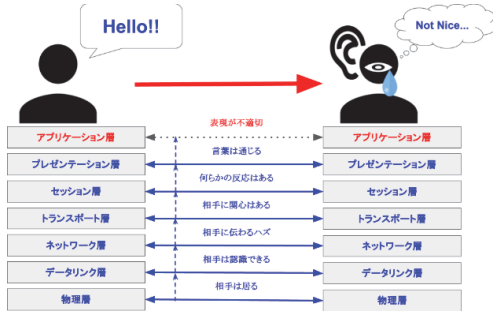 Hello!!
Not Nice...
表現が不適切
アプリケーション層
アプリケーション層
言葉は通じる
プレゼンテーション層
プレゼンテーション層
何らかの反応はある
セッション層
セッション層
相手に関心はある
トランスポート層
トランスポート層
相手に伝わるハズ
ネットワーク層
ネットワーク層
相手は認識できる
データリンク層
データリンク層
相手は居る
物理層
物理層